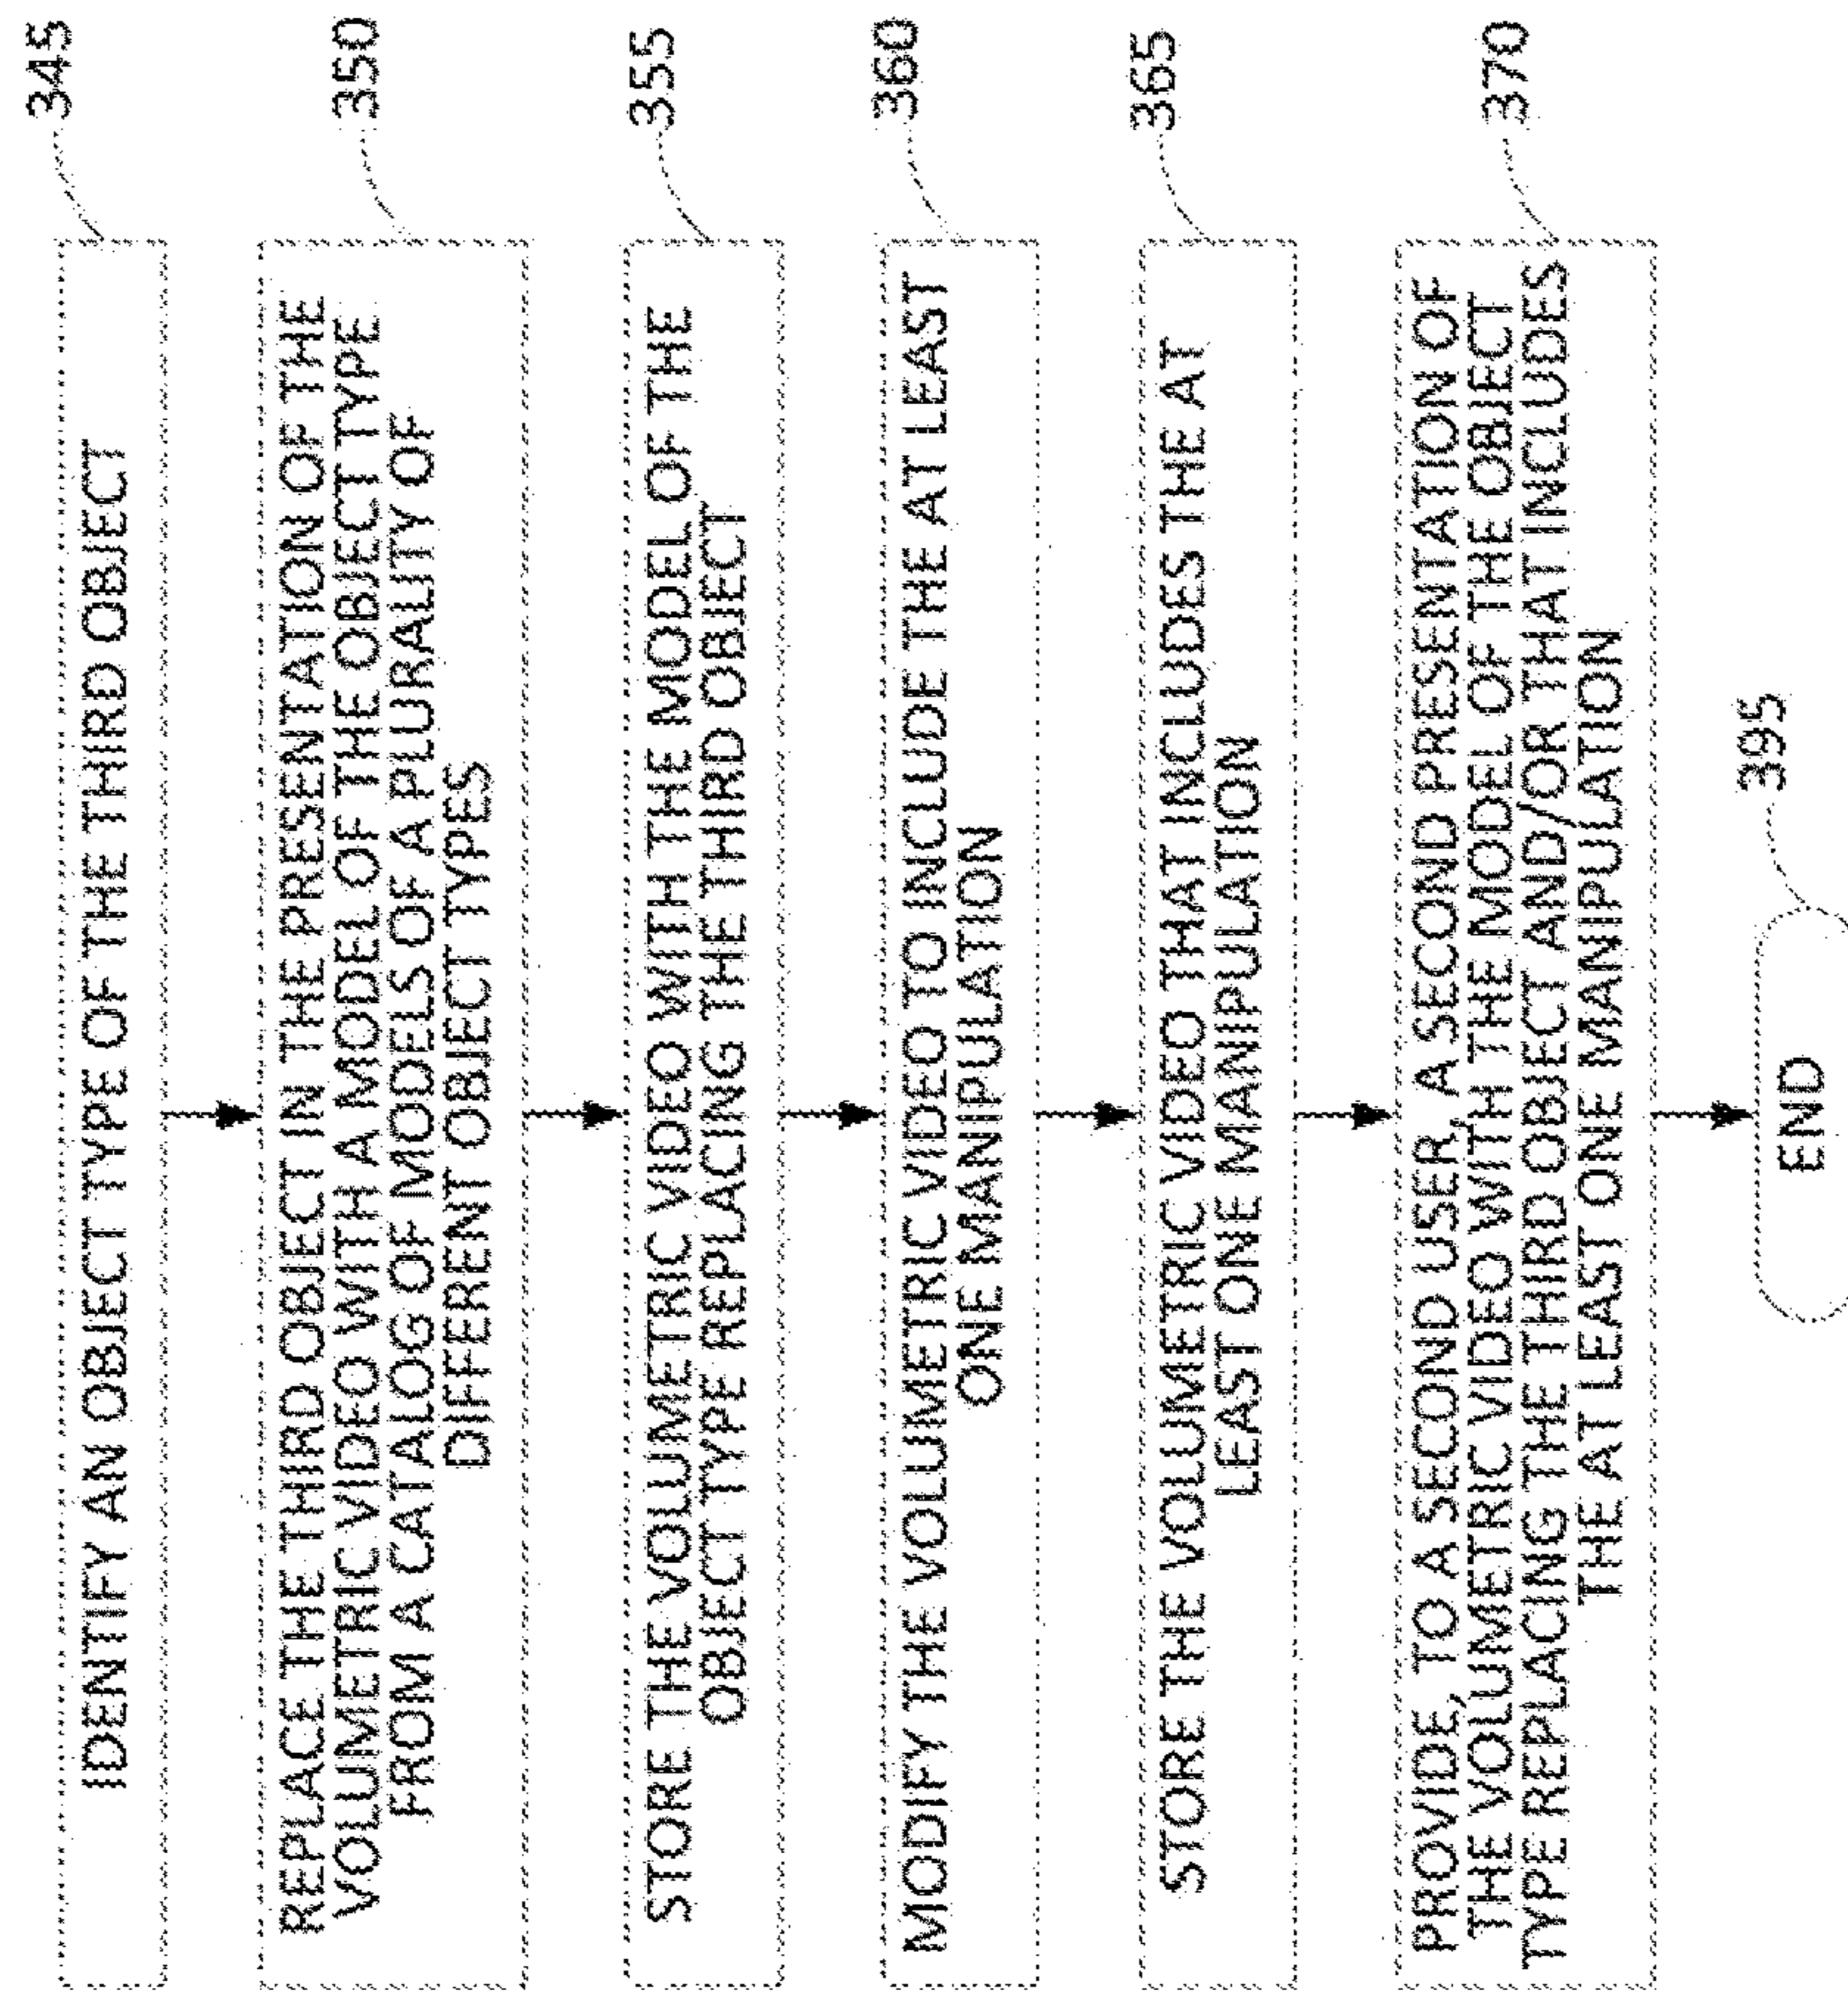 IDENTIFY AN OBJECT TYPE OF THE THIRD OBJECT
345
REPLACE THE THIRD OBJECT IN THE PRESENTATION OF THE
VOLUMETRIC VIDEO WITH A MODEL OF THE OBJECT TYPE
FROM A CATALOG OF MODELS OF A PLURALITY OF
DIFFERENT OBJECT TYPES
350
STORE THE VOLUMETRIC VIDEO WITH THE MODEL OF THE
OBJECT TYPE REPLACING THE THIRD OBJECT
355
MODIFY THE VOLUMETRIC VIDEO TO INCLUDE THE AT LEAST
ONE MANIPULATION
360
STORE THE VOLUMETRIC VIDEO THAT INCLUDES THE AT
LEAST ONE MANIPULATION
365
PROVIDE, TO A SECOND USER, A SECOND PRESENTATION OF
THE VOLUMETRIC VIDEO WITH THE MODEL OF THE OBJECT
TYPE REPLACING THE THIRD OBJECT AND/OR THAT INCLUDES
THE AT LEAST ONE MANIPULATION
370
END
395